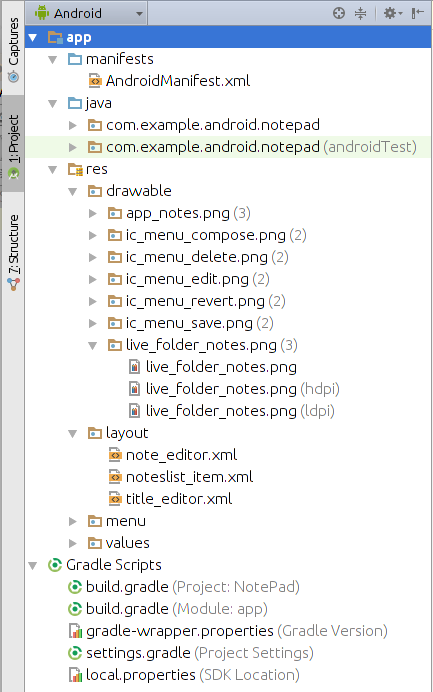 Android
Captures
1: Project
7: Structure
app
manifests
AndroidManifest.xml
java
com.example.android.notepad
com.example.android.notepad (androidTest)
res
drawable
app_notes.png (3)
ic_menu_compose.png (2)
ic_menu_delete.png (2)
ic_menu_edit.png (2)
ic_menu_revert.png (2)
ic_menu_save.png (2)
live_folder_notes.png (3)
live_folder_notes.png
live_folder_notes.png (hdpi)
live_folder_notes.png (ldpi)
layout
note_editor.xml
noteslist_item.xml
title_editor.xml
menu
values
Gradle Scripts
build.gradle (Project: NotePad)
build.gradle (Module: app)
gradle-wrapper.properties (Gradle Version)
settings.gradle (Project Settings)
local.properties (SDK Location)